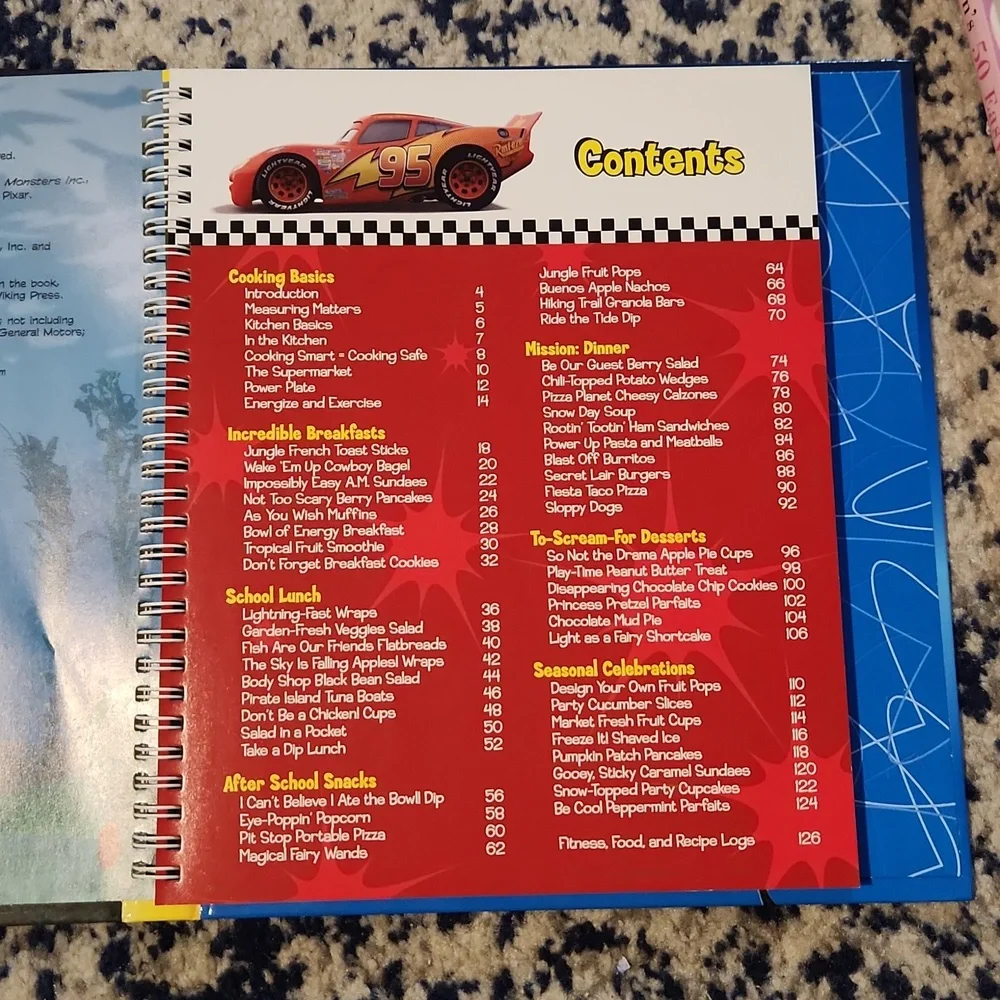 ed.
Monsters Inc.,
Pixar.
, Inc. and
n the book,
Viking Press.
not including
General Motors;
m
LIGHTYEAR
LIGHTYEAR
95
Rust-eze
LIGHTYEAR
LIGHTYEAR
Contents
Cooking Basics
Introduction 4
Measuring Matters 5
Kitchen Basics 6
In the Kitchen 7
Cooking Smart = Cooking Safe 8
The Supermarket 10
Power Plate 12
Energize and Exercise 14
Incredible Breakfasts
Jungle French Toast Sticks 18
Wake 'Em Up Cowboy Bagel 20
Impossibly Easy A.M. Sundaes 22
Not Too Scary Berry Pancakes 24
As You Wish Muffins 26
Bowl of Energy Breakfast 28
Tropical Fruit Smoothie 30
Don't Forget Breakfast Cookies 32
School Lunch
Lightning-Fast Wraps 36
Garden-Fresh Veggies Salad 38
Fish Are Our Friends Flatbreads 40
The Sky Is Falling Apples! Wraps 42
Body Shop Black Bean Salad 44
Pirate Island Tuna Boats 46
Don't Be a Chicken! Cups 48
Salad in a Pocket 50
Take a Dip Lunch 52
After School Snacks
I Can't Believe I Ate the Bowl! Dip 56
Eye-Poppin' Popcorn 58
Pit Stop Portable Pizza 60
Magical Fairy Wands 62
Jungle Fruit Pops 64
Buenos Apple Nachos 66
Hiking Trail Granola Bars 68
Ride the Tide Dip 70
Mission: Dinner
Be Our Guest Berry Salad 74
Chili-Topped Potato Wedges 76
Pizza Planet Cheesy Calzones 78
Snow Day Soup 80
Rootin' Tootin' Ham Sandwiches 82
Power Up Pasta and Meatballs 84
Blast Off Burritos 86
Secret Lair Burgers 88
Fiesta Taco Pizza 90
Sloppy Dogs 92
To-Scream-For Desserts
So Not the Drama Apple Pie Cups 96
Play-Time Peanut Butter Treat 98
Disappearing Chocolate Chip Cookies 100
Princess Pretzel Parfaits 102
Chocolate Mud Pie 104
Light as a Fairy Shortcake 106
Seasonal Celebrations
Design Your Own Fruit Pops 110
Party Cucumber Slices 112
Market Fresh Fruit Cups 114
Freeze It! Shaved Ice 116
Pumpkin Patch Pancakes 118
Gooey, Sticky Caramel Sundaes 120
Snow-Topped Party Cupcakes 122
Be Cool Peppermint Parfaits 124
Fitness, Food, and Recipe Logs 126
n's 50